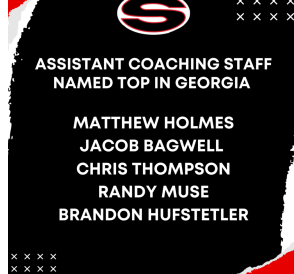 S
ASSISTANT COACHING STAFF
NAMED TOP IN GEORGIA
MATTHEW HOLMES
JACOB BAGWELL
CHRIS THOMPSON
RANDY MUSE
BRANDON HUFSTETLER